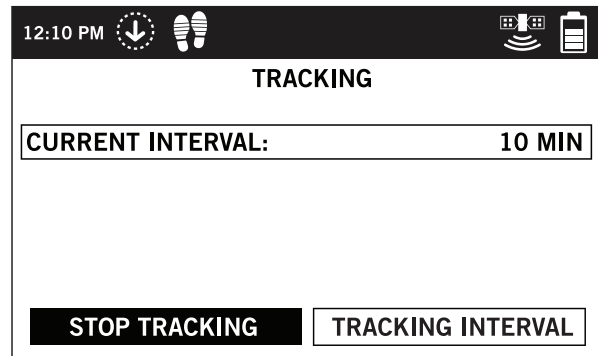 12:10 PM
TRACKING
CURRENT INTERVAL: 10 MIN
STOP TRACKING TRACKING INTERVAL